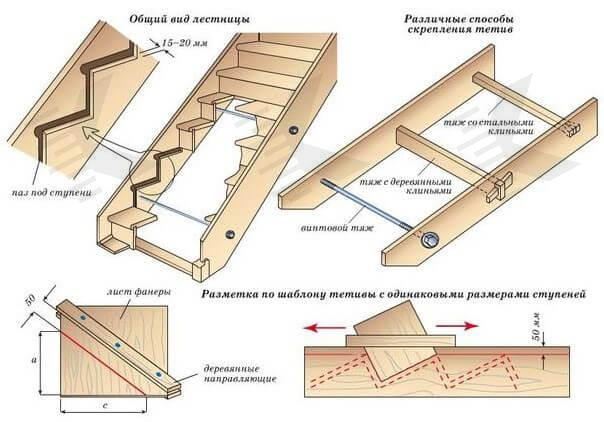 Общий вид лестницы
15–20 мм
паз под ступени
Различные способы
скрепления тетив
тяж со стальными
клиньями
тяж с деревянными
клиньями
винтовой тяж
Разметка по шаблону тетивы с одинаковыми размерами ступеней
50
лист фанеры
a
c
деревянные
направляющие
50 мм